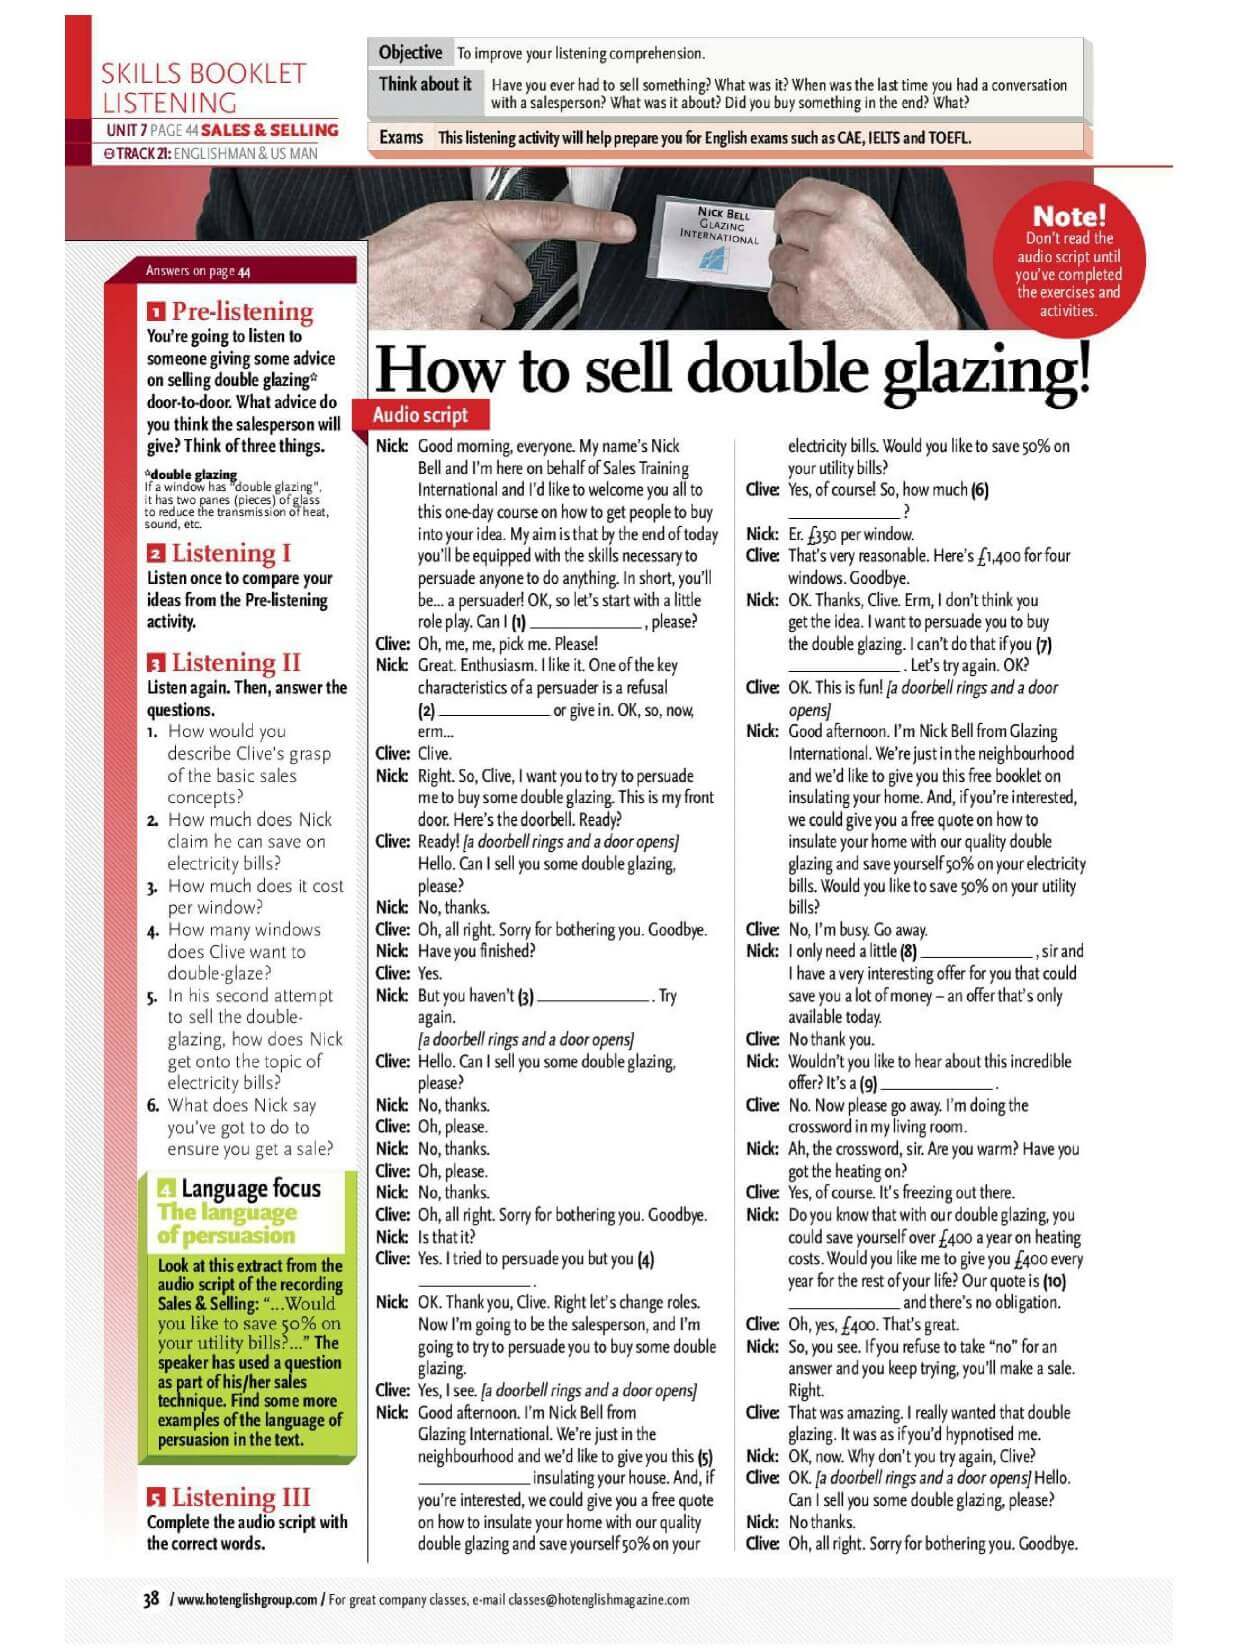 SKILLS BOOKLET
LISTENING
UNIT 7 PAGE 44 SALES & SELLING
TRACK 21: ENGLISHMAN & US MAN
Objective To improve your listening comprehension.
Think about it Have you ever had to sell something? What was it? When was the last time you had a conversation
with a salesperson? What was it about? Did you buy something in the end? What?
Exams This listening activity will help prepare you for English exams such as CAE, IELTS and TOEFL.
NICK BELL
GLAZING
INTERNATIONAL
Note!
Don't read the
audio script until
you've completed
the exercises and
activities.
Answers on page 44
1 Pre-listening
You're going to listen to
someone giving some advice
on selling double glazing*
door-to-door. What advice do
you think the salesperson will
give? Think of three things.
*double glazing
If a window has "double glazing",
it has two panes (pieces) of glass
to reduce the transmission of heat,
sound, etc.
2 Listening I
Listen once to compare your
ideas from the Pre-listening
activity.
3 Listening II
Listen again. Then, answer the
questions.
1. How would you
describe Clive's grasp
of the basic sales
concepts?
2. How much does Nick
claim he can save on
electricity bills?
3. How much does it cost
per window?
4. How many windows
does Clive want to
double-glaze?
5. In his second attempt
to sell the double-
glazing, how does Nick
get onto the topic of
electricity bills?
6. What does Nick say
you've got to do to
ensure you get a sale?
4 Language focus
The language
of persuasion
Look at this extract from the
audio script of the recording
Sales & Selling: "...Would
you like to save 50% on
your utility bills?..." The
speaker has used a question
as part of his/her sales
technique. Find some more
examples of the language of
persuasion in the text.
5 Listening III
Complete the audio script with
the correct words.
How to sell double glazing!
Audio script
Nick: Good morning, everyone. My name's Nick
Bell and I'm here on behalf of Sales Training
International and I'd like to welcome you all to
this one-day course on how to get people to buy
into your idea. My aim is that by the end of today
you'll be equipped with the skills necessary to
persuade anyone to do anything. In short, you'll
be... a persuader! OK, so let's start with a little
role play. Can I (1) ____________, please?
Clive: Oh, me, me, pick me. Please!
Nick: Great. Enthusiasm. I like it. One of the key
characteristics of a persuader is a refusal
(2) ____________ or give in. OK, so, now,
erm...
Clive: Clive.
Nick: Right. So, Clive, I want you to try to persuade
me to buy some double glazing. This is my front
door. Here's the doorbell. Ready?
Clive: Ready! [a doorbell rings and a door opens]
Hello. Can I sell you some double glazing,
please?
Nick: No, thanks.
Clive: Oh, all right. Sorry for bothering you. Goodbye.
Nick: Have you finished?
Clive: Yes.
Nick: But you haven't (3) ____________. Try
again.
[a doorbell rings and a door opens]
Clive: Hello. Can I sell you some double glazing,
please?
Nick: No, thanks.
Clive: Oh, please.
Nick: No, thanks.
Clive: Oh, please.
Nick: No, thanks.
Clive: Oh, all right. Sorry for bothering you. Goodbye.
Nick: Is that it?
Clive: Yes. I tried to persuade you but you (4)
____________.
Nick: OK. Thank you, Clive. Right let's change roles.
Now I'm going to be the salesperson, and I'm
going to try to persuade you to buy some double
glazing.
Clive: Yes, I see. [a doorbell rings and a door opens]
Nick: Good afternoon. I'm Nick Bell from
Glazing International. We're just in the
neighbourhood and we'd like to give you this (5)
____________ insulating your house. And, if
you're interested, we could give you a free quote
on how to insulate your home with our quality
double glazing and save yourself 50% on your
electricity bills. Would you like to save 50% on
your utility bills?
Clive: Yes, of course! So, how much (6)
____________?
Nick: Er. £350 per window.
Clive: That's very reasonable. Here's £1,400 for four
windows. Goodbye.
Nick: OK. Thanks, Clive. Erm, I don't think you
get the idea. I want to persuade you to buy
the double glazing. I can't do that if you (7)
____________. Let's try again. OK?
Clive: OK. This is fun! [a doorbell rings and a door
opens]
Nick: Good afternoon. I'm Nick Bell from Glazing
International. We're just in the neighbourhood
and we'd like to give you this free booklet on
insulating your home. And, if you're interested,
we could give you a free quote on how to
insulate your home with our quality double
glazing and save yourself 50% on your electricity
bills. Would you like to save 50% on your utility
bills?
Clive: No, I'm busy. Go away.
Nick: I only need a little (8) ____________, sir and
I have a very interesting offer for you that could
save you a lot of money – an offer that's only
available today.
Clive: No thank you.
Nick: Wouldn't you like to hear about this incredible
offer? It's a (9) ____________.
Clive: No. Now please go away. I'm doing the
crossword in my living room.
Nick: Ah, the crossword, sir. Are you warm? Have you
got the heating on?
Clive: Yes, of course. It's freezing out there.
Nick: Do you know that with our double glazing, you
could save yourself over £400 a year on heating
costs. Would you like me to give you £400 every
year for the rest of your life? Our quote is (10)
____________ and there's no obligation.
Clive: Oh, yes, £400. That's great.
Nick: So, you see. If you refuse to take "no" for an
answer and you keep trying, you'll make a sale.
Right.
Clive: That was amazing. I really wanted that double
glazing. It was as if you'd hypnotised me.
Nick: OK, now. Why don't you try again, Clive?
Clive: OK. [a doorbell rings and a door opens] Hello.
Can I sell you some double glazing, please?
Nick: No thanks.
Clive: Oh, all right. Sorry for bothering you. Goodbye.
38 / www.hotenglishgroup.com / For great company classes, e-mail classes@hotenglishmagazine.com